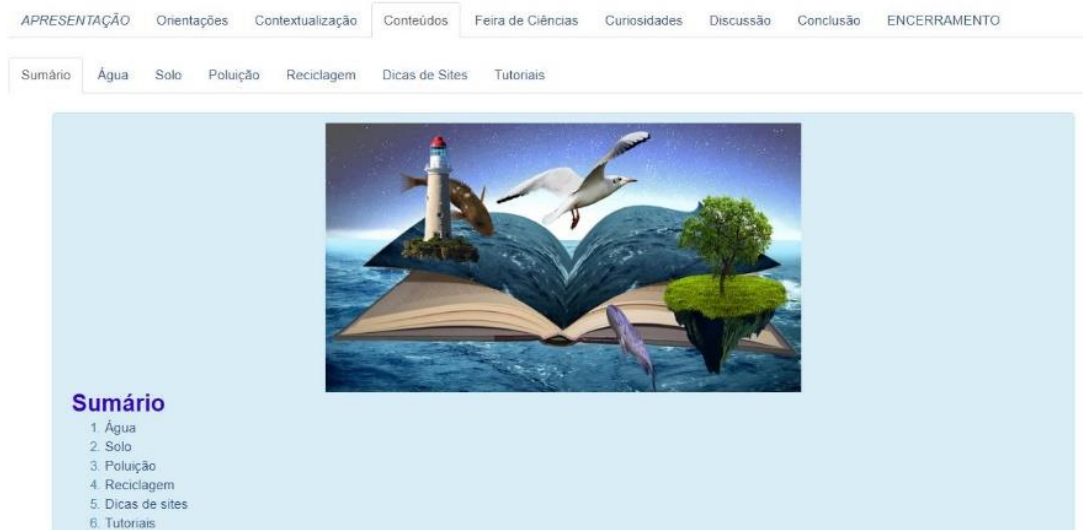 APRESENTAÇÃO Orientações Contextualização Conteúdos Feira de Ciências Curiosidades Discussão Conclusão ENCERRAMENTO
Sumário Água Solo Poluição Reciclagem Dicas de Sites Tutoriais
Sumário
1. Água
2. Solo
3. Poluição
4. Reciclagem
5. Dicas de sites
6. Tutoriais